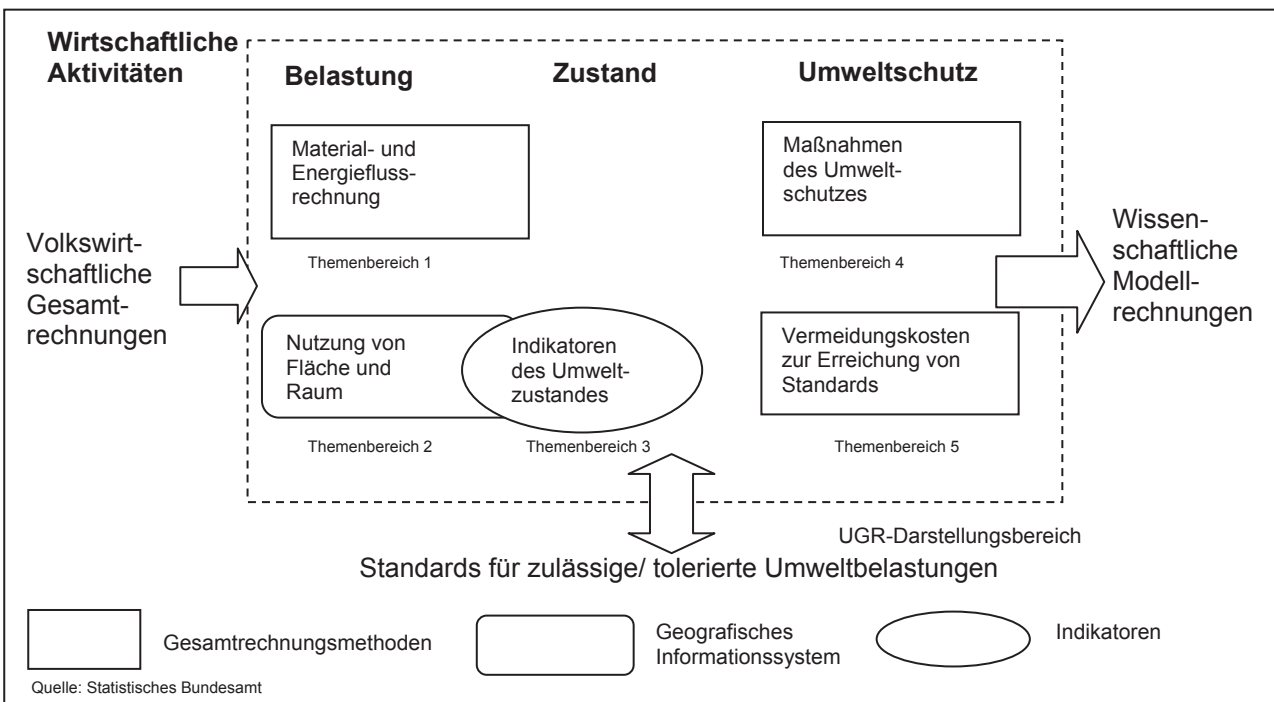 Wirtschaftliche
Aktivitäten
Belastung
Zustand
Umweltschutz
Material- und
Energiefluss-
rechnung
Themenbereich 1
Maßnahmen
des Umwelt-
schutzes
Themenbereich 4
Volkswirt-
schaftliche
Gesamt-
rechnungen
Wissen-
schaftliche
Modell-
rechnungen
Nutzung von
Fläche und
Raum
Themenbereich 2
Indikatoren
des Umwelt-
zustandes
Themenbereich 3
Vermeidungskosten
zur Erreichung von
Standards
Themenbereich 5
UGR-Darstellungsbereich
Standards für zulässige/ tolerierte Umweltbelastungen
Gesamtrechnungsmethoden
Geografisches
Informationssystem
Indikatoren
Quelle: Statistisches Bundesamt